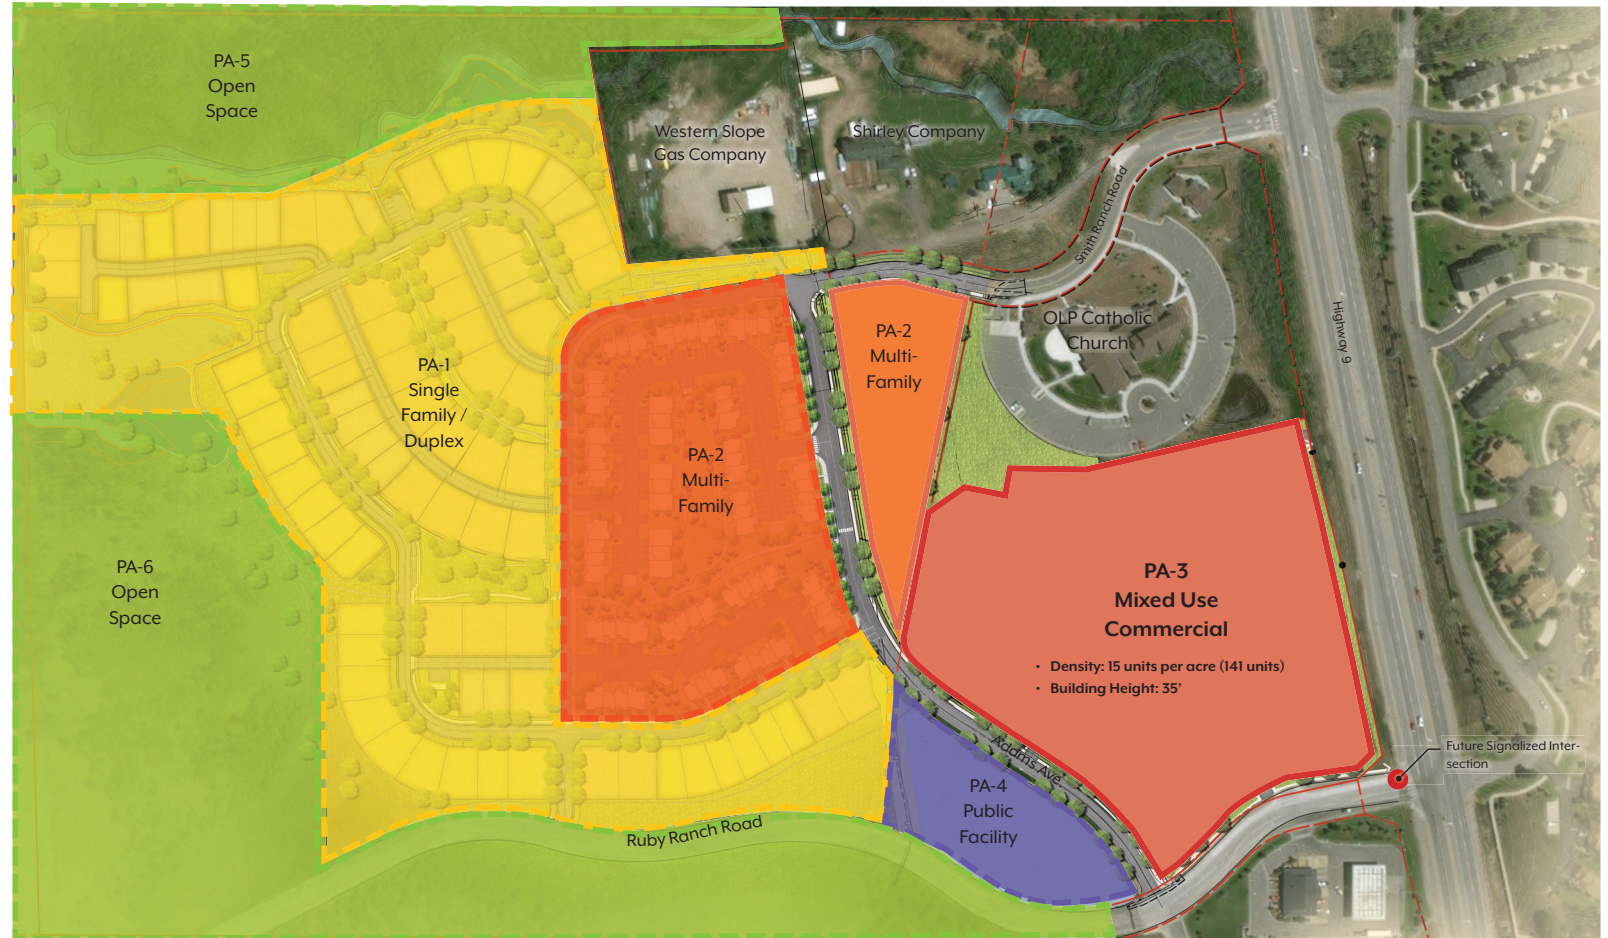 PA-5
Open
Space
Western Slope
Gas Company
Shirley Company
Smith Ranch Road
OLP Catholic
Church
Highway 9
PA-1
Single
Family /
Duplex
PA-2
Multi-
Family
PA-2
Multi-
Family
PA-6
Open
Space
PA-3
Mixed Use
Commercial
• Density: 15 units per acre (141 units)
• Building Height: 35’
Future Signalized Inter-
section
Addms Ave
PA-4
Public
Facility
Ruby Ranch Road